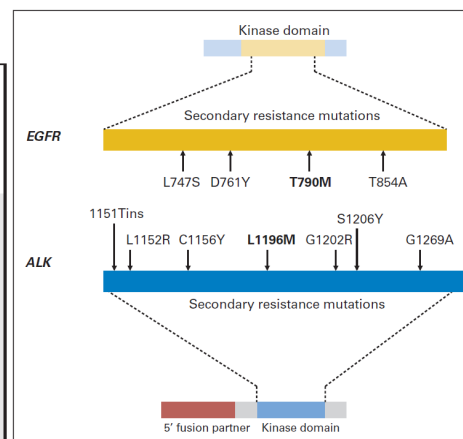 Kinase domain
Secondary resistance mutations
EGFR
L747S D761Y T790M T854A
S1206Y
1151Tins
L1152R C1156Y L1196M G1202R G1269A
ALK
Secondary resistance mutations
5' fusion partner Kinase domain